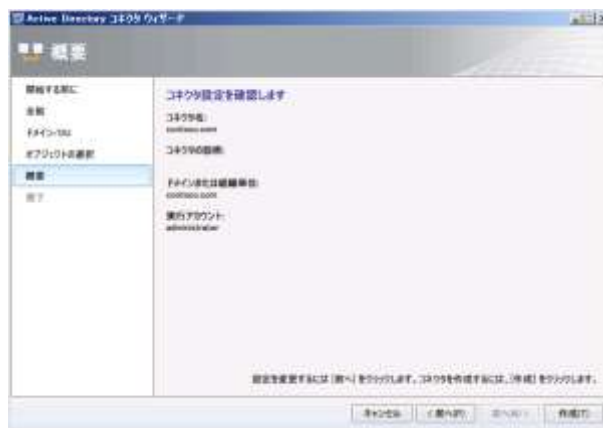 Active Directory コネクタ ウィザード
概要
開始する前に
全般
ドメイン/OU
オブジェクトの選択
概要
完了
コネクタ設定を確認します
コネクタ名:
contoso.com
コネクタの説明:
ドメインまたは組織単位:
contoso.com
実行アカウント:
administrator
設定を変更するには [前へ] をクリックします。コネクタを作成するには、[作成] をクリックします。
キャンセル
< 前へ(P)
次へ(N) >
作成(T)